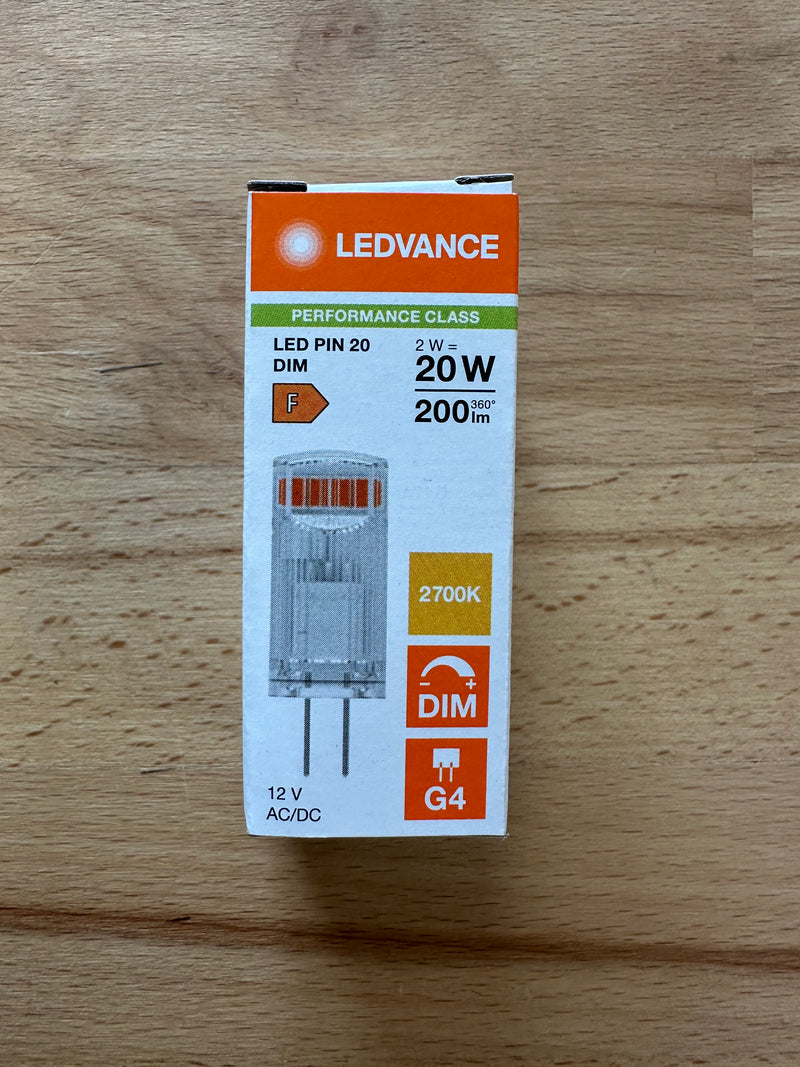 LEDVANCE
PERFORMANCE CLASS
LED PIN 20
DIM
F
2 W =
20 W
200 lm
360°
2700K
- +
DIM
G4
12 V
AC/DC